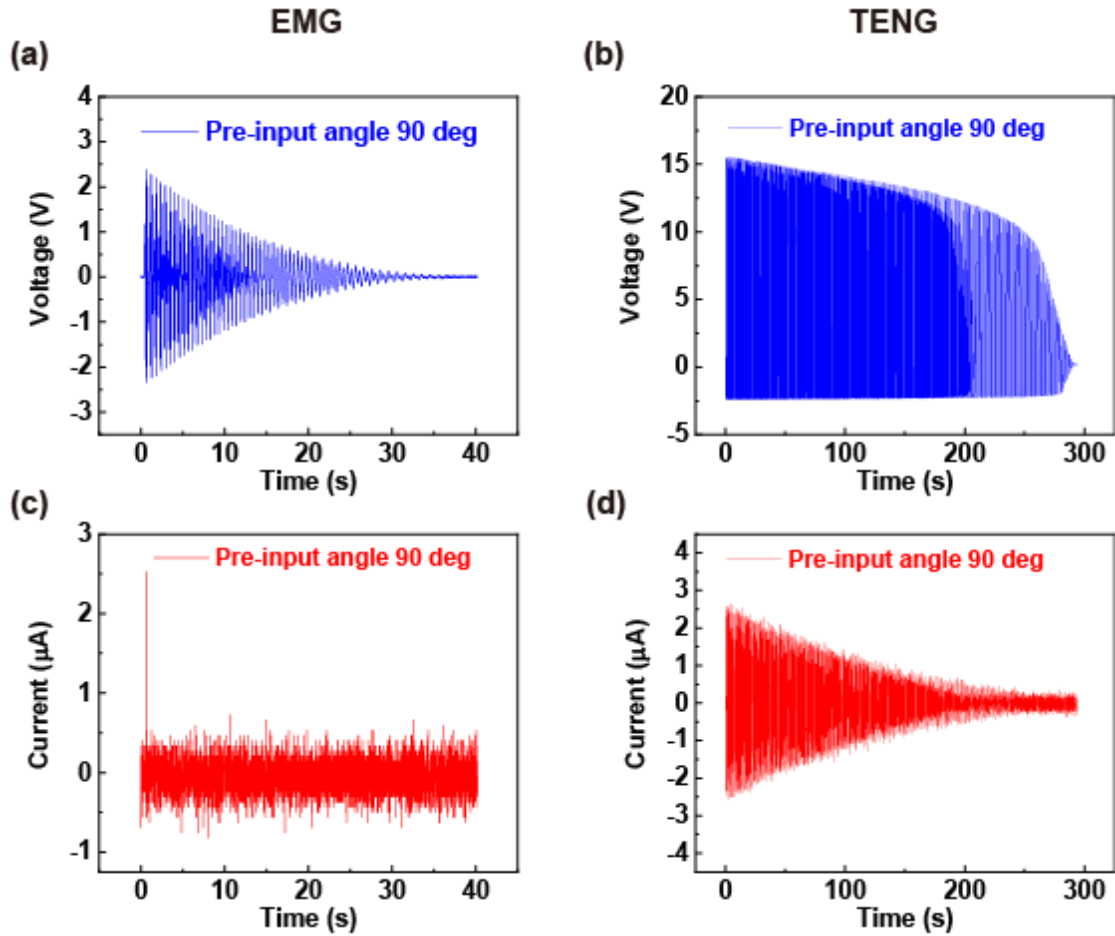 EMG
TENG
(a)
(b)
4
3
2
1
0
-1
-2
-3
Voltage (V)
Pre-input angle 90 deg
0
10
20
30
40
Time (s)
20
15
10
5
0
-5
Voltage (V)
Pre-input angle 90 deg
0
100
200
300
Time (s)
(c)
(d)
3
2
1
0
-1
Current (μA)
Pre-input angle 90 deg
0
10
20
30
40
Time (s)
4
3
2
1
0
-1
-2
-3
-4
Current (μA)
Pre-input angle 90 deg
0
100
200
300
Time (s)